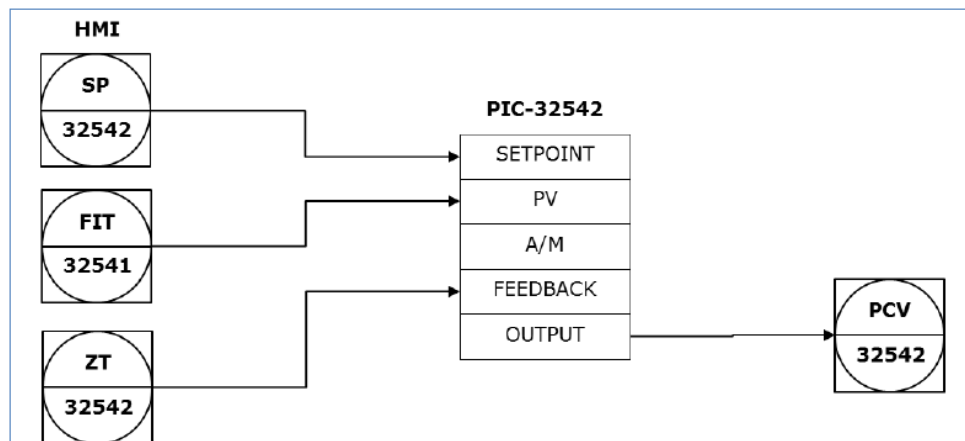 HMI
SP
32542
FIT
32541
ZT
32542
PIC-32542
SETPOINT
PV
A/M
FEEDBACK
OUTPUT
PCV
32542